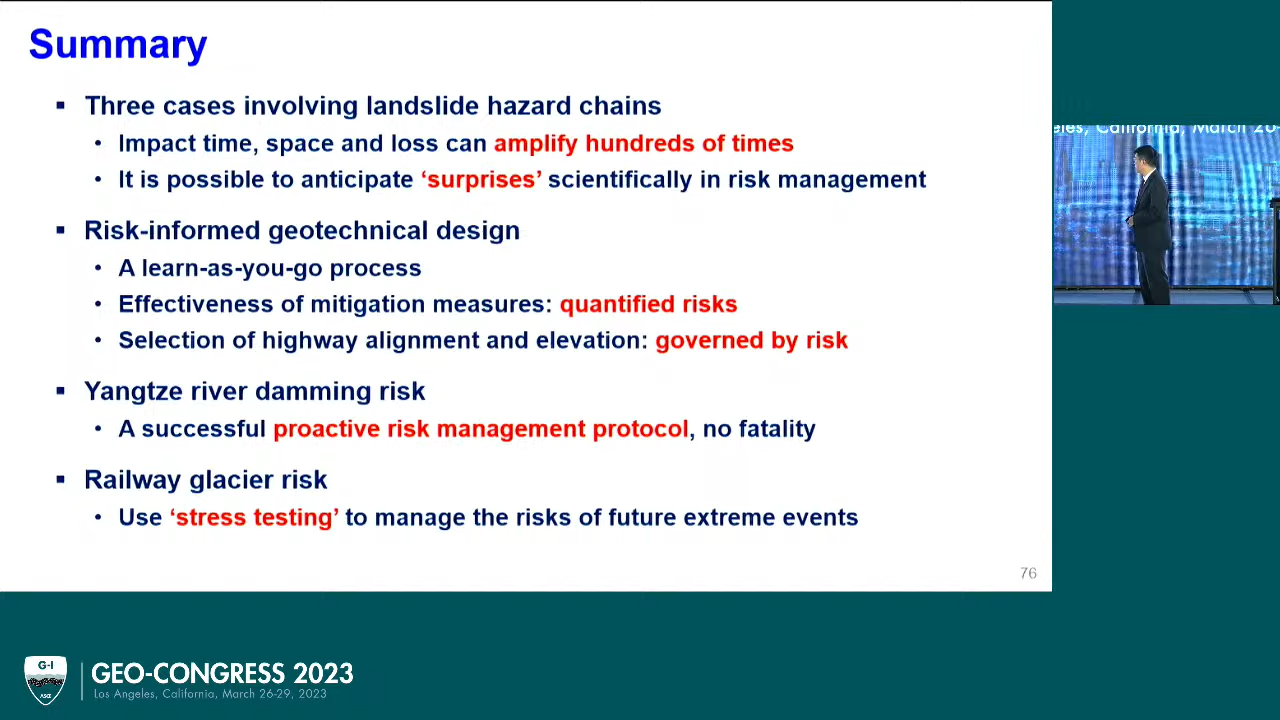 Summary
▪ Three cases involving landslide hazard chains
• Impact time, space and loss can amplify hundreds of times
• It is possible to anticipate ‘surprises’ scientifically in risk management
▪ Risk-informed geotechnical design
• A learn-as-you-go process
• Effectiveness of mitigation measures: quantified risks
• Selection of highway alignment and elevation: governed by risk
▪ Yangtze river damming risk
• A successful proactive risk management protocol, no fatality
▪ Railway glacier risk
• Use ‘stress testing’ to manage the risks of future extreme events
76
California, March
G-I
ASCE
GEO-CONGRESS 2023
Los Angeles, California, March 26-29, 2023